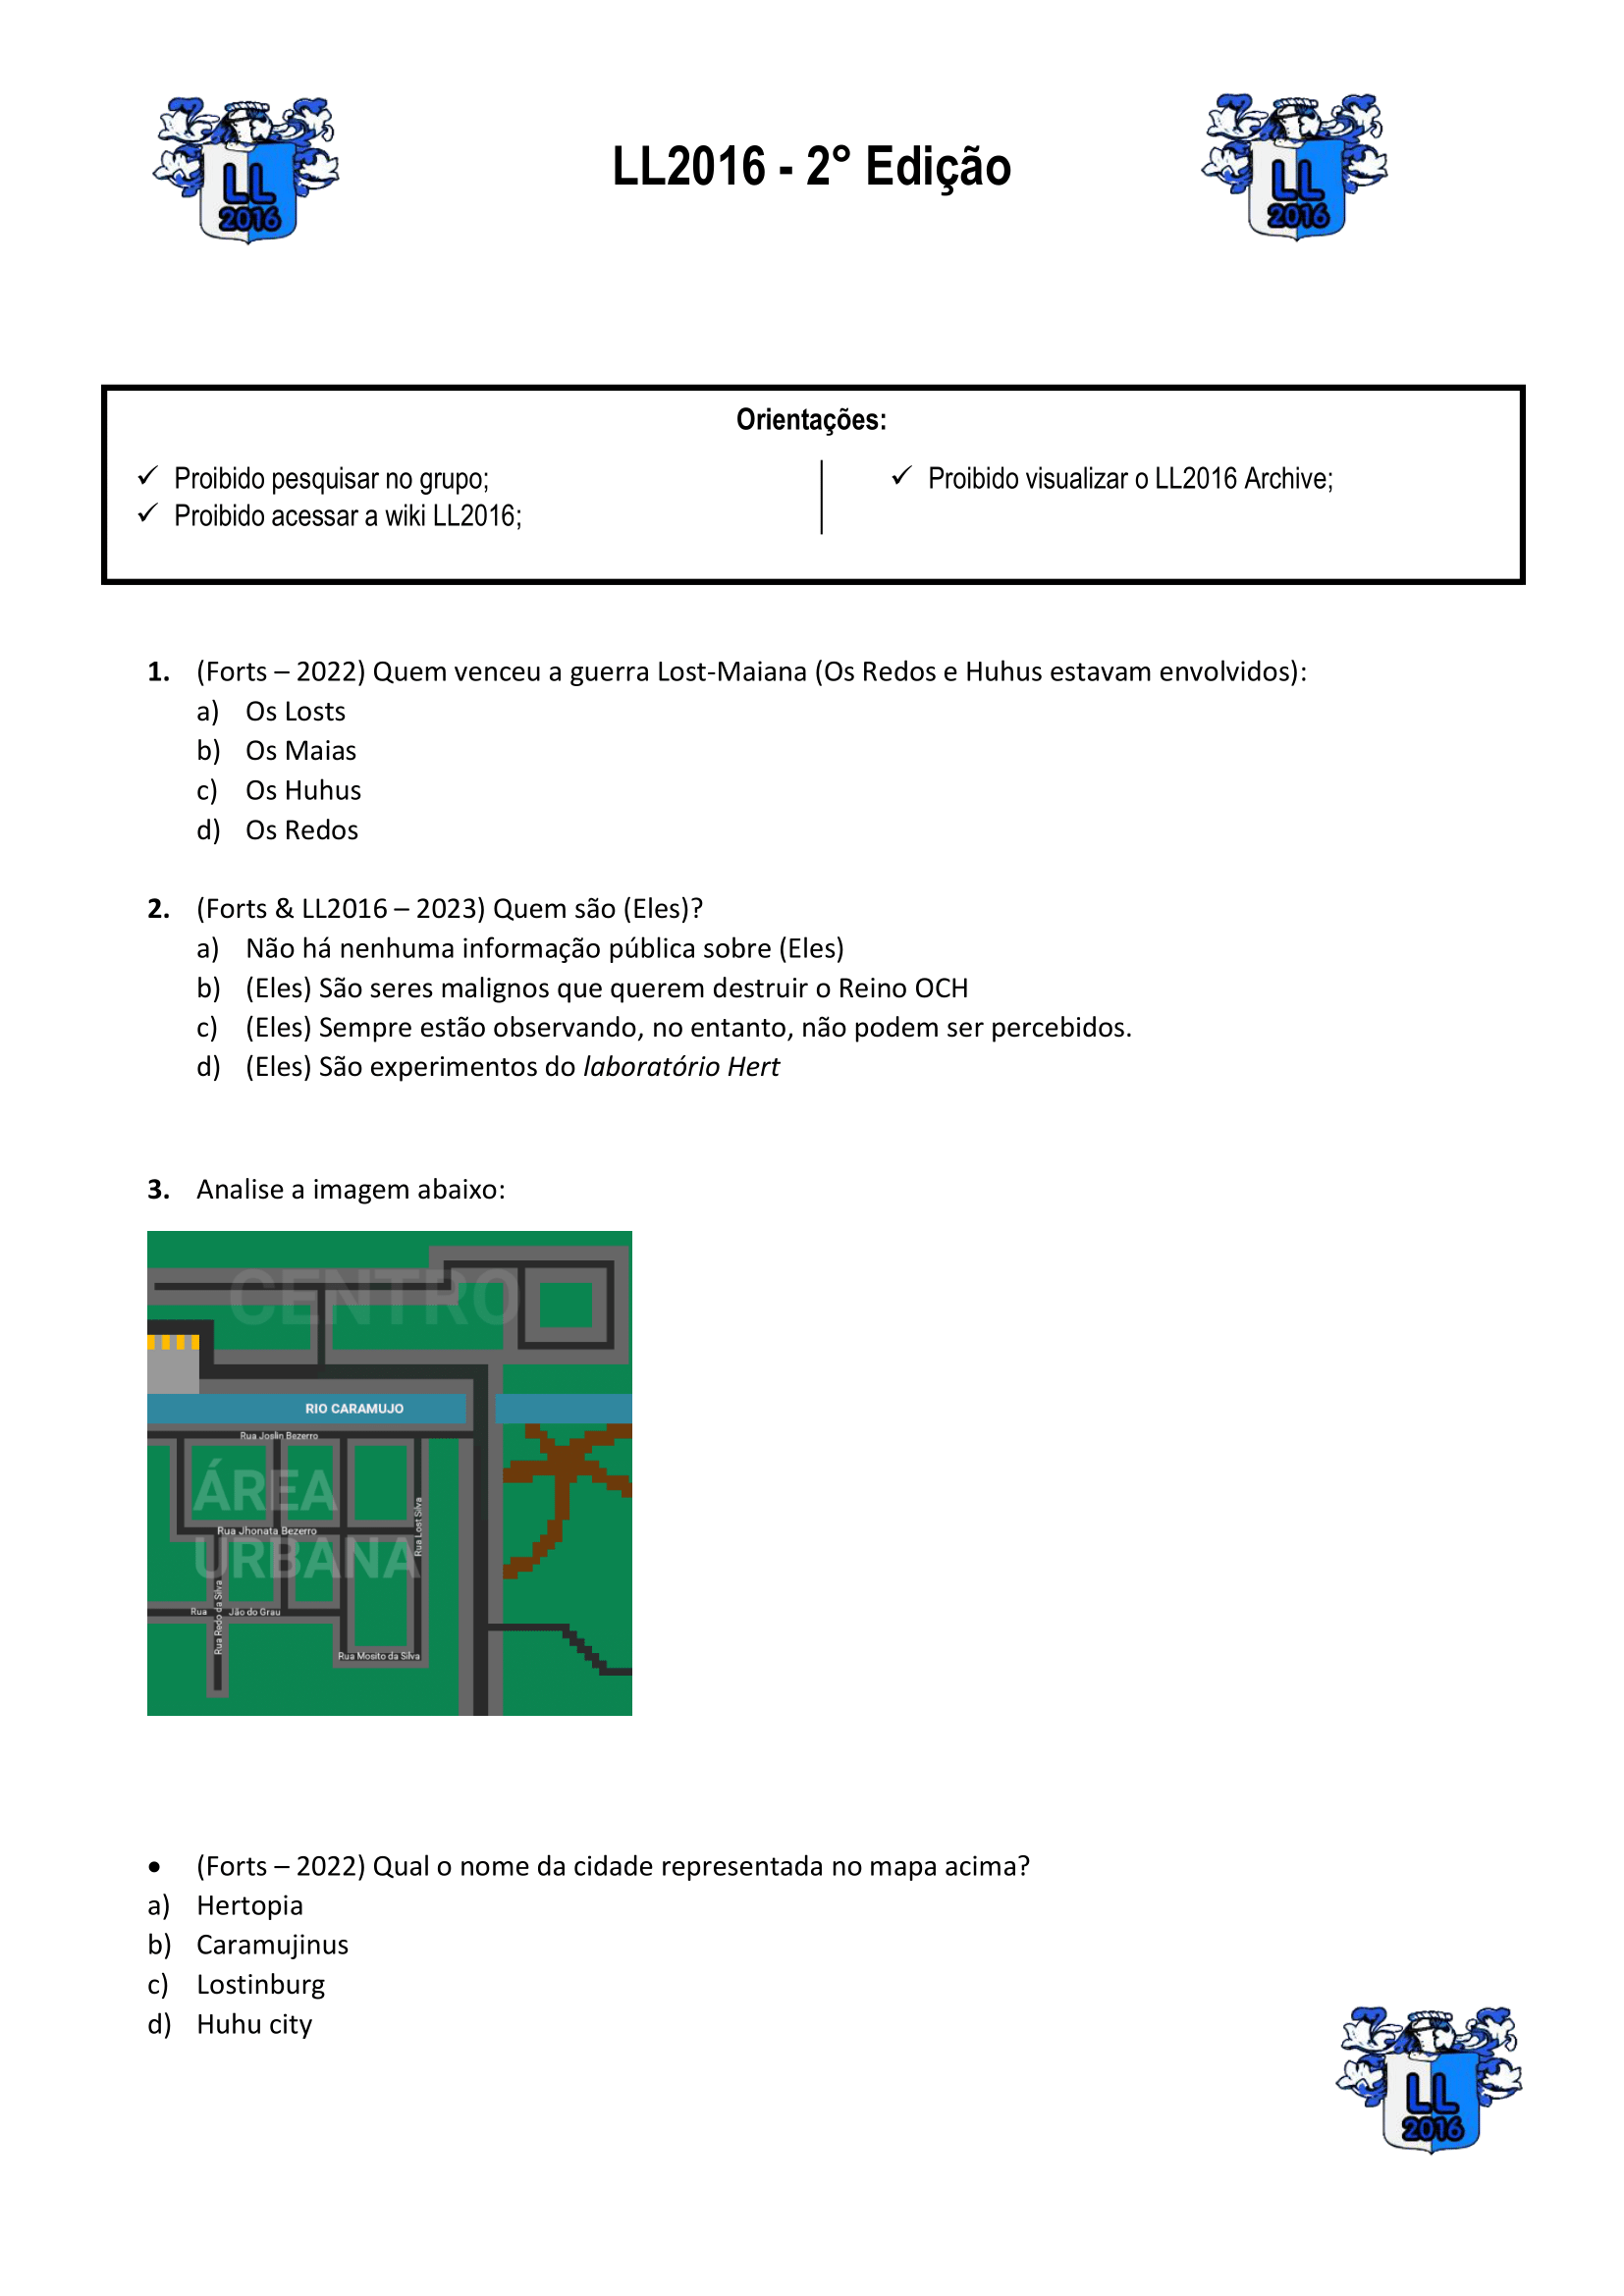 LL
2016
LL2016 - 2° Edição
LL
2016
Orientações:
✓ Proibido pesquisar no grupo;
✓ Proibido acessar a wiki LL2016;
✓ Proibido visualizar o LL2016 Archive;
1. (Forts – 2022) Quem venceu a guerra Lost-Maiana (Os Redos e Huhus estavam envolvidos):
a) Os Losts
b) Os Maias
c) Os Huhus
d) Os Redos
2. (Forts & LL2016 – 2023) Quem são (Eles)?
a) Não há nenhuma informação pública sobre (Eles)
b) (Eles) São seres malignos que querem destruir o Reino OCH
c) (Eles) Sempre estão observando, no entanto, não podem ser percebidos.
d) (Eles) São experimentos do laboratório Hert
3. Analise a imagem abaixo:
CENTRO
RIO CARAMUJO
Rua Joslin Bezerro
ÁREA
URBANA
Rua Jhonata Bezerro
Rua Lost Silva
Rua Redo da Silva
Rua Jão do Grau
Rua Mosito da Silva
• (Forts – 2022) Qual o nome da cidade representada no mapa acima?
a) Hertopia
b) Caramujinus
c) Lostinburg
d) Huhu city
LL
2016